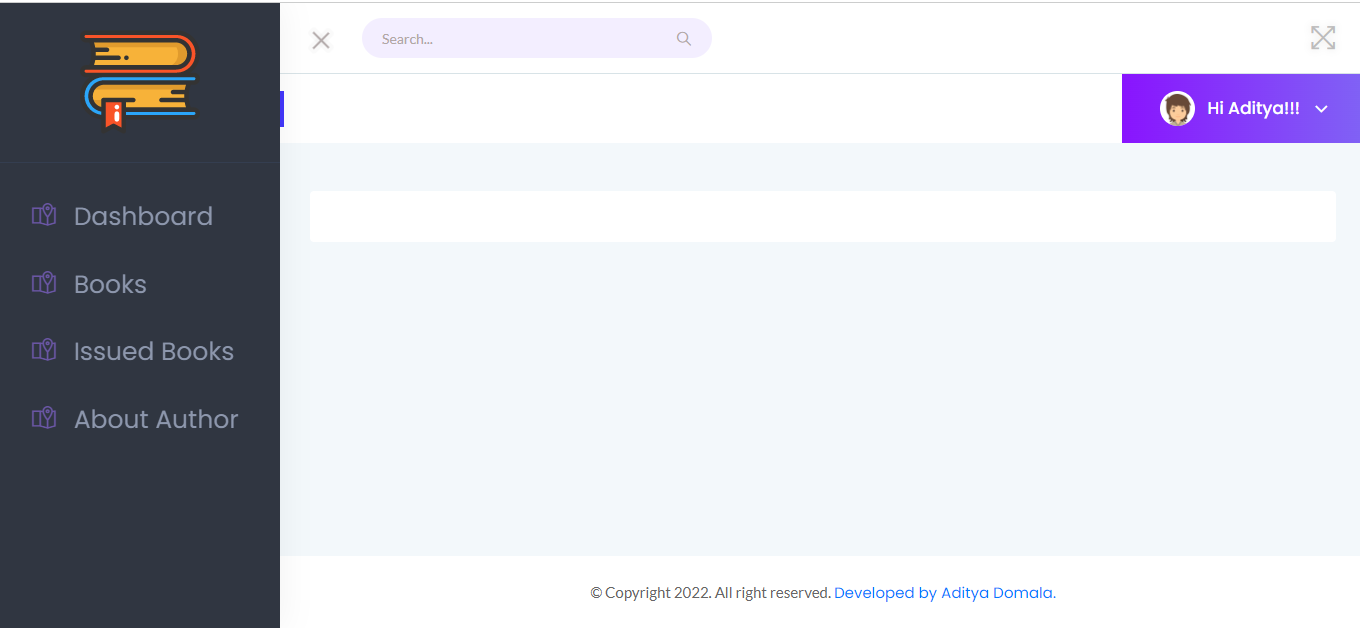 Search...
Hi Aditya!!!
Dashboard
Books
Issued Books
About Author
© Copyright 2022. All right reserved. Developed by Aditya Domala.